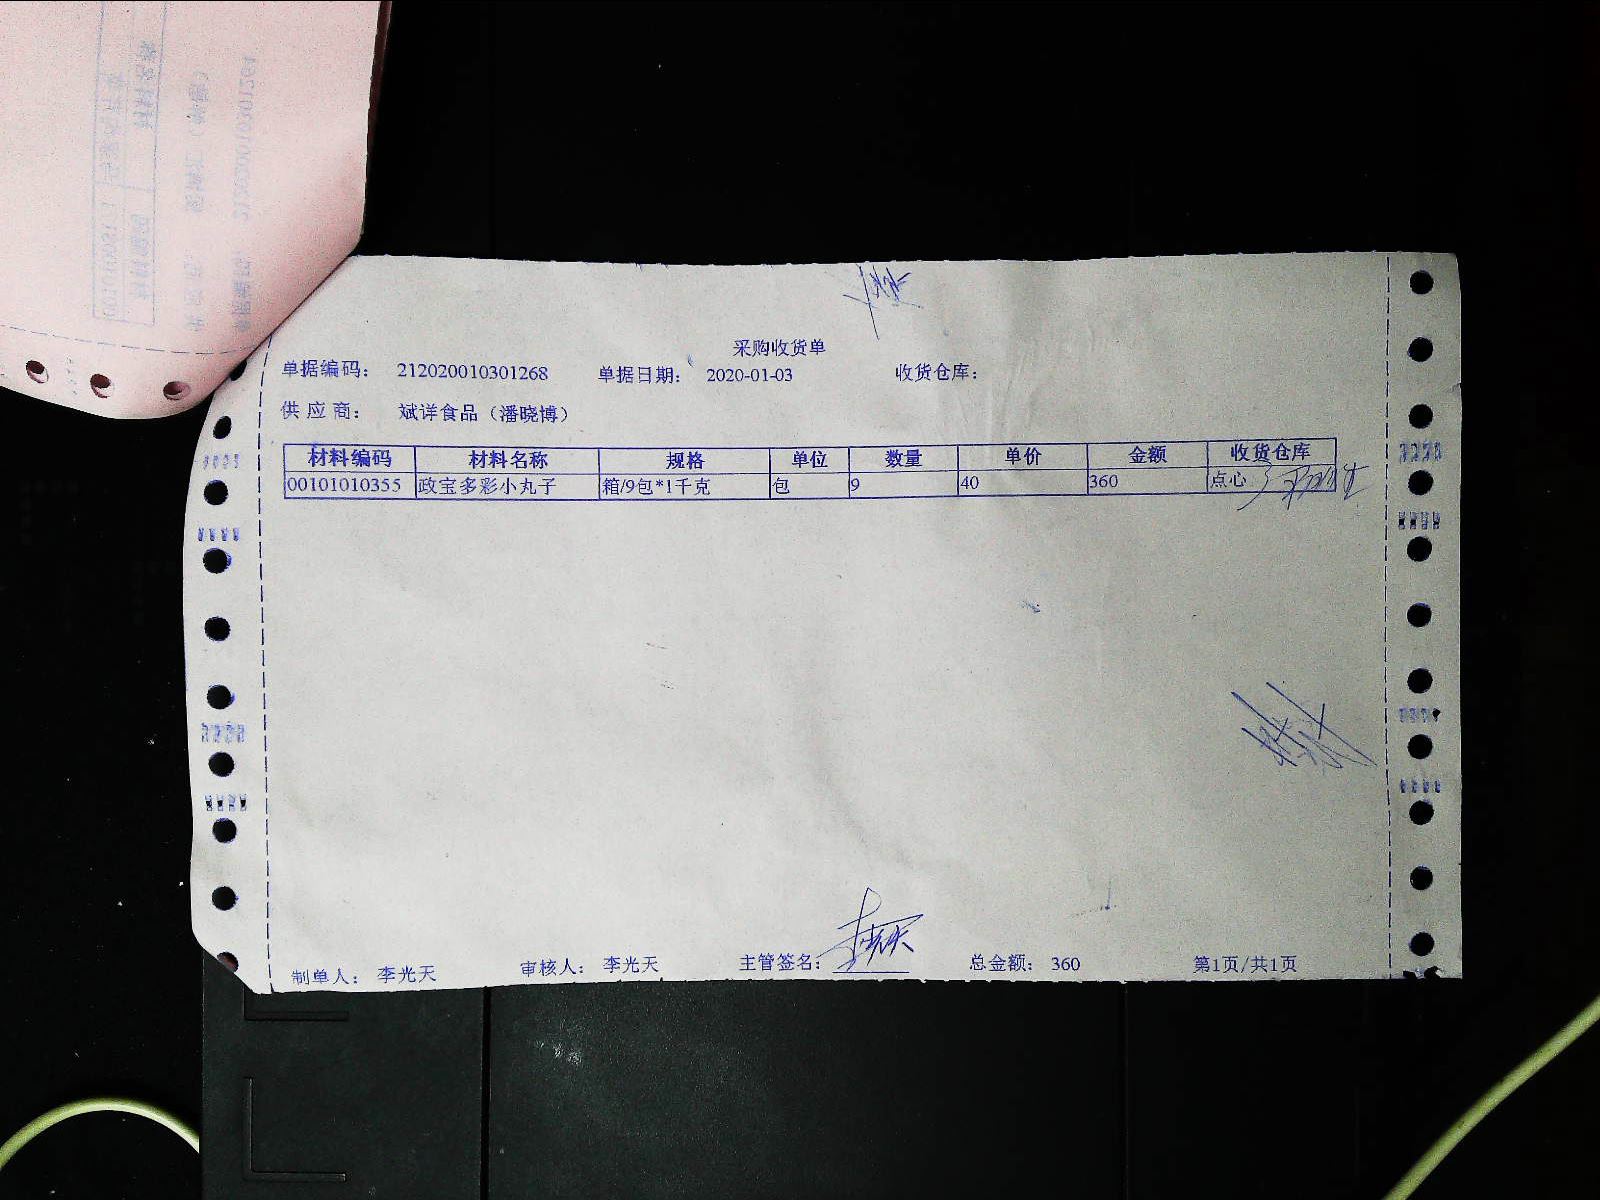 采购收货单
单据编码： 212020010301268 单据日期： 2020-01-03 收货仓库：
供应商： 斌详食品（潘晓博）
材料编码 材料名称 规格 单位 数量 单价 金额 收货仓库
00101010355 政宝多彩小丸子 箱/9包*1千克 包 9 40 360 点心
制单人： 李光天 审核人： 李光天 主管签名： 李光天 总金额： 360 第1页/共1页